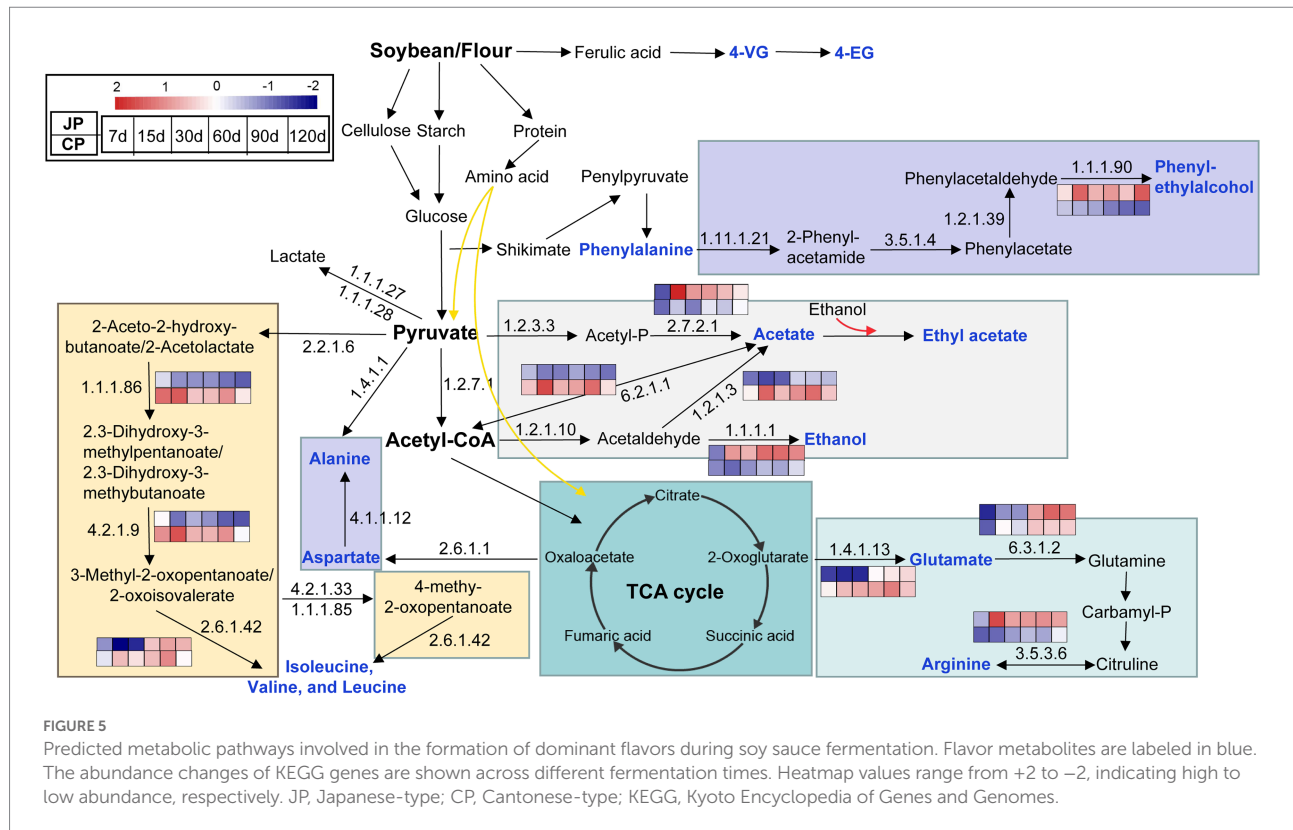 Soybean/Flour
Ferulic acid
4-VG
4-EG
2
1
0
-1
-2
JP
CP
7d
15d
30d
60d
90d
120d
Cellulose
Starch
Protein
Amino acid
Glucose
Penylpyruvate
Shikimate
Phenylalanine
1.11.1.21
2-Phenyl-
acetamide
3.5.1.4
Phenylacetate
1.2.1.39
Phenylacetaldehyde
1.1.1.90
Phenyl-
ethylalcohol
Lactate
1.1.1.27
1.1.1.28
Pyruvate
1.2.3.3
Acetyl-P
2.7.2.1
Acetate
Ethanol
Ethyl acetate
2.2.1.6
2-Aceto-2-hydroxy-
butanoate/2-Acetolactate
1.1.1.86
2.3-Dihydroxy-3-
methylpentanoate/
2.3-Dihydroxy-3-
methybutanoate
4.2.1.9
3-Methyl-2-oxopentanoate/
2-oxoisovalerate
2.6.1.42
1.4.1.1
1.2.7.1
6.2.1.1
1.2.1.3
Acetyl-CoA
1.2.1.10
Acetaldehyde
1.1.1.1
Ethanol
Alanine
4.1.1.12
Aspartate
2.6.1.1
4.2.1.33
1.1.1.85
4-methy-
2-oxopentanoate
2.6.1.42
Isoleucine,
Valine, and Leucine
Citrate
Oxaloacetate
2-Oxoglutarate
TCA cycle
Fumaric acid
Succinic acid
1.4.1.13
Glutamate
6.3.1.2
Glutamine
Carbamyl-P
3.5.3.6
Arginine
Citruline
FIGURE 5
Predicted metabolic pathways involved in the formation of dominant flavors during soy sauce fermentation. Flavor metabolites are labeled in blue.
The abundance changes of KEGG genes are shown across different fermentation times. Heatmap values range from +2 to −2, indicating high to
low abundance, respectively. JP, Japanese-type; CP, Cantonese-type; KEGG, Kyoto Encyclopedia of Genes and Genomes.